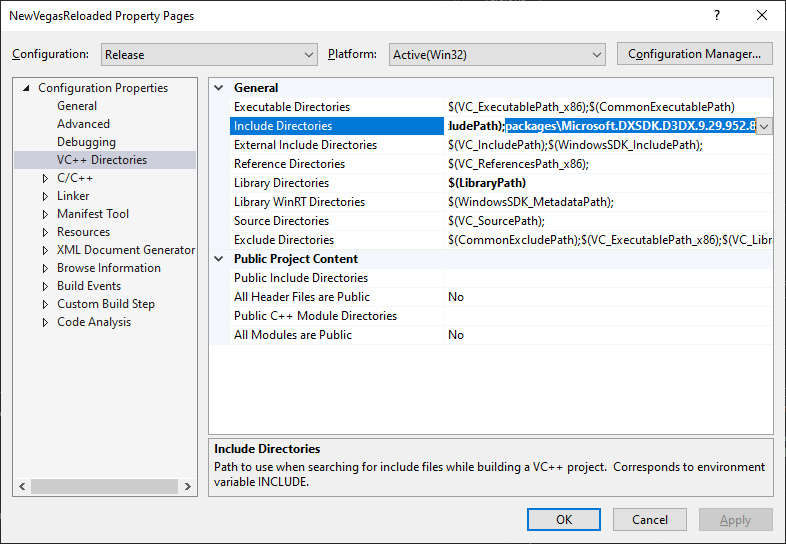 NewVegasReloaded Property Pages
? ×
Configuration: Release Platform: Active(Win32) Configuration Manager...
Configuration Properties
General
Advanced
Debugging
VC++ Directories
C/C++
Linker
Manifest Tool
Resources
XML Document Generator
Browse Information
Build Events
Custom Build Step
Code Analysis
General
Executable Directories $(VC_ExecutablePath_x86);$(CommonExecutablePath)
Include Directories ludePath);packages\Microsoft.DXSDK.D3DX.9.29.952.8
External Include Directories $(VC_IncludePath);$(WindowsSDK_IncludePath);
Reference Directories $(VC_ReferencesPath_x86);
Library Directories $(LibraryPath)
Library WinRT Directories $(WindowsSDK_MetadataPath);
Source Directories $(VC_SourcePath);
Exclude Directories $(CommonExcludePath);$(VC_ExecutablePath_x86);$(VC_Libr
Public Project Content
Public Include Directories
All Header Files are Public No
Public C++ Module Directories
All Modules are Public No
Include Directories
Path to use when searching for include files while building a VC++ project.  Corresponds to environment
variable INCLUDE.
OK Cancel Apply